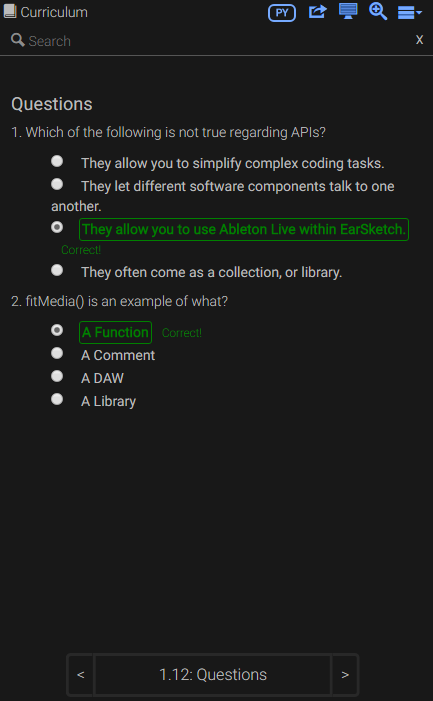 Curriculum PY
Search X
Questions
1. Which of the following is not true regarding APIs?
They allow you to simplify complex coding tasks.
They let different software components talk to one
another.
They allow you to use Ableton Live within EarSketch.
Correct!
They often come as a collection, or library.
2. fitMedia() is an example of what?
A Function Correct!
A Comment
A DAW
A Library
< 1.12: Questions >